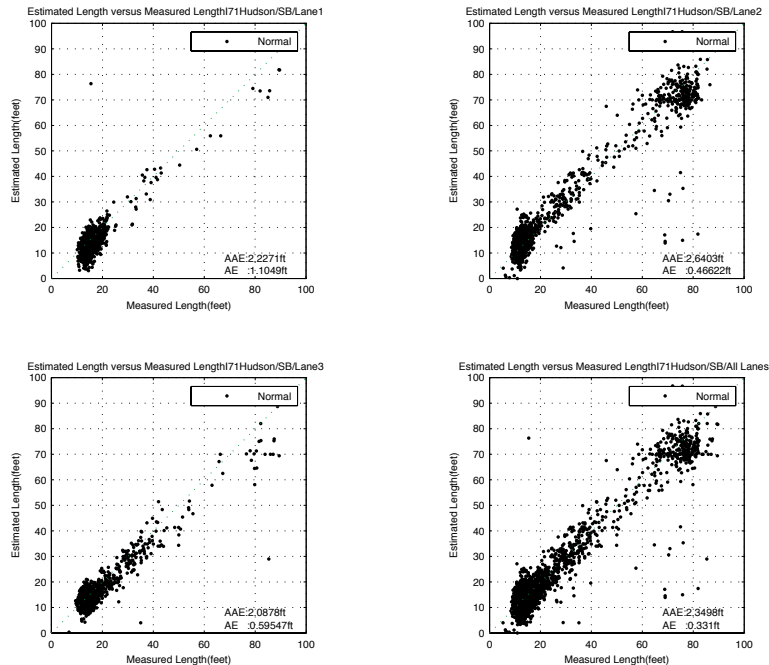 Estimated Length versus Measured LengthI71Hudson/SB/Lane1
100
90
80
70
60
50
40
30
20
10
0
Estimated Length(feet)
Normal
AAE:2.2271ft
AE :1.1049ft
0 20 40 60 80 100
Measured Length(feet)
Estimated Length versus Measured LengthI71Hudson/SB/Lane2
100
90
80
70
60
50
40
30
20
10
0
Estimated Length(feet)
Normal
AAE:2.6403ft
AE :0.46622ft
0 20 40 60 80 100
Measured Length(feet)
Estimated Length versus Measured LengthI71Hudson/SB/Lane3
100
90
80
70
60
50
40
30
20
10
0
Estimated Length(feet)
Normal
AAE:2.0878ft
AE :0.59547ft
0 20 40 60 80 100
Measured Length(feet)
Estimated Length versus Measured LengthI71Hudson/SB/All Lanes
100
90
80
70
60
50
40
30
20
10
0
Estimated Length(feet)
Normal
AAE:2.3498ft
AE :0.331ft
0 20 40 60 80 100
Measured Length(feet)